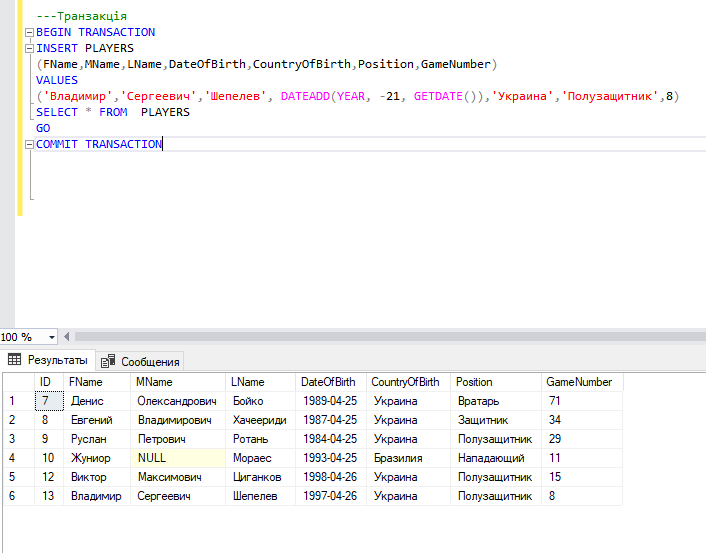 ---Транзакція
BEGIN TRANSACTION
INSERT PLAYERS
(FName,MName,LName,DateOfBirth,CountryOfBirth,Position,GameNumber)
VALUES
('Владимир','Сергеевич','Шепелев', DATEADD(YEAR, -21, GETDATE()),'Украина','Полузащитник',8)
SELECT * FROM  PLAYERS
GO
COMMIT TRANSACTION
100 %
Результаты Сообщения
ID FName MName LName DateOfBirth CountryOfBirth Position GameNumber
1 7 Денис Олександрович Бойко 1989-04-25 Украина Вратарь 71
2 8 Евгений Владимирович Хачеериди 1987-04-25 Украина Защитник 34
3 9 Руслан Петрович Ротань 1984-04-25 Украина Полузащитник 29
4 10 Жуниор NULL Мораес 1993-04-25 Бразилия Нападающий 11
5 12 Виктор Максимович Циганков 1998-04-26 Украина Полузащитник 15
6 13 Владимир Сергеевич Шепелев 1997-04-26 Украина Полузащитник 8